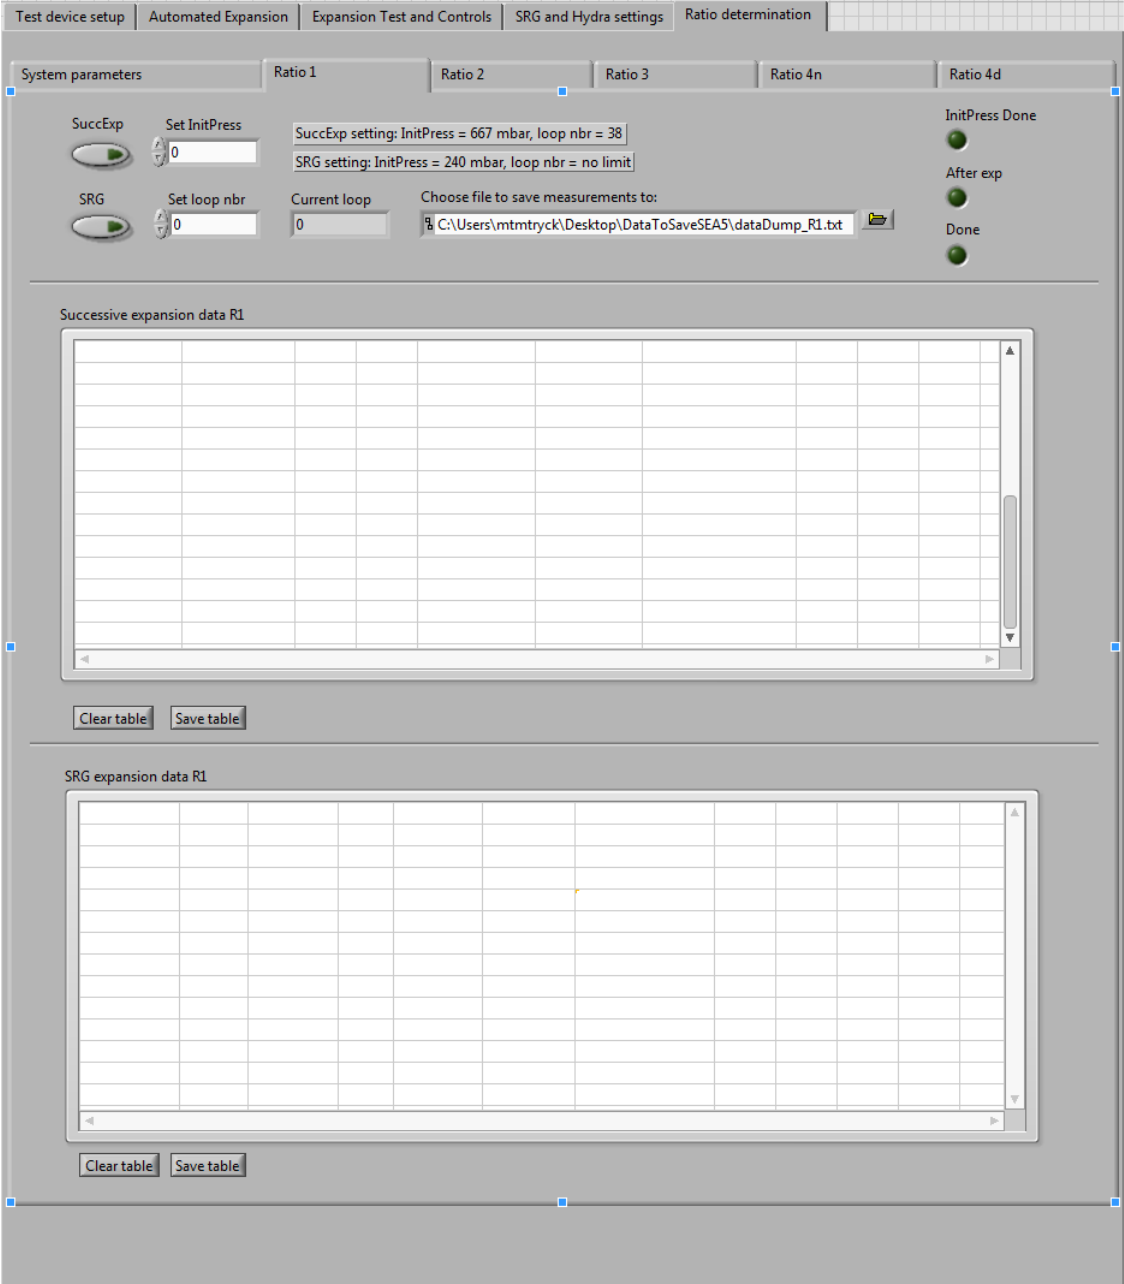 Test device setup Automated Expansion Expansion Test and Controls SRG and Hydra settings Ratio determination
System parameters Ratio 1 Ratio 2 Ratio 3 Ratio 4n Ratio 4d
SuccExp Set InitPress InitPress Done
0 SuccExp setting: InitPress = 667 mbar, loop nbr = 38
SRG setting: InitPress = 240 mbar, loop nbr = no limit
After exp
SRG Set loop nbr Current loop Choose file to save measurements to:
0 0 C:\Users\mtmtryck\Desktop\DataToSaveSEA5\dataDump_R1.txt
Done
Successive expansion data R1
Clear table Save table
SRG expansion data R1
Clear table Save table